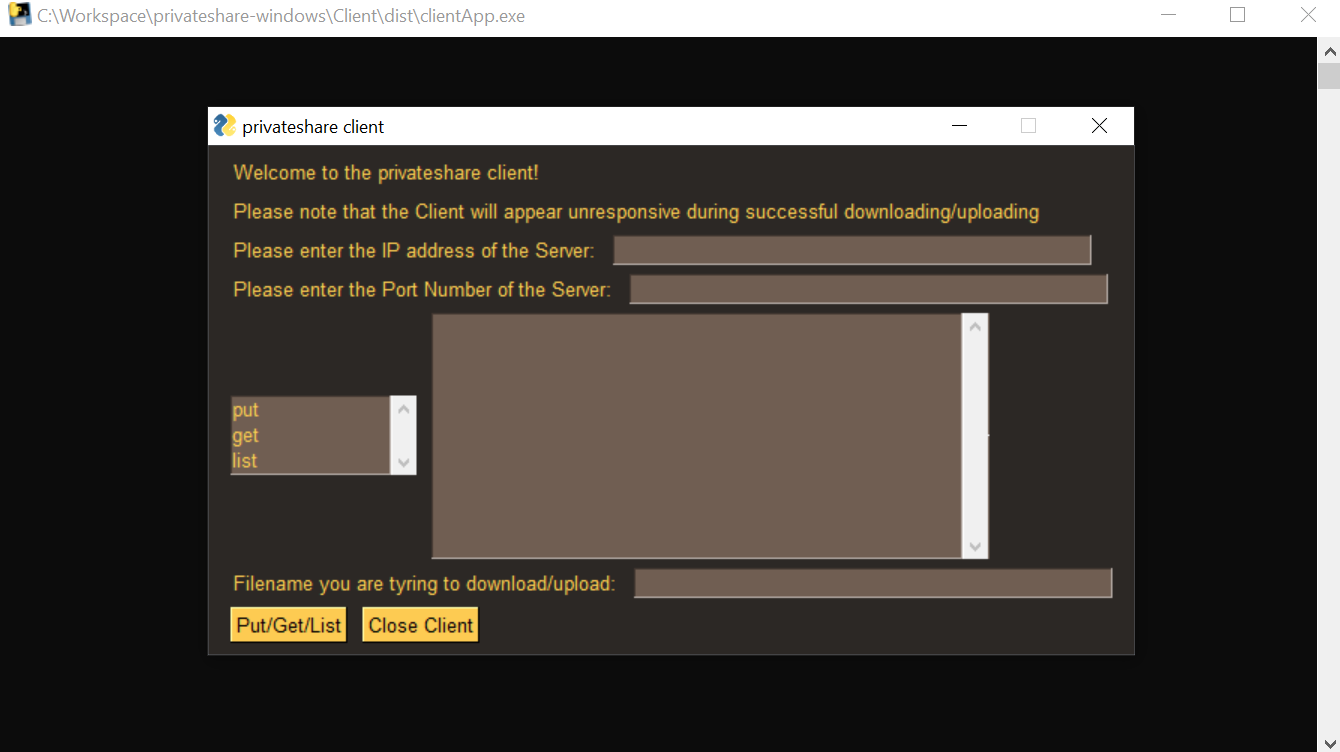 C:\Workspace\privateshare-windows\Client\dist\clientApp.exe
privateshare client
Welcome to the privateshare client!
Please note that the Client will appear unresponsive during successful downloading/uploading
Please enter the IP address of the Server:
Please enter the Port Number of the Server:
put
get
list
Filename you are tyring to download/upload:
Put/Get/List Close Client